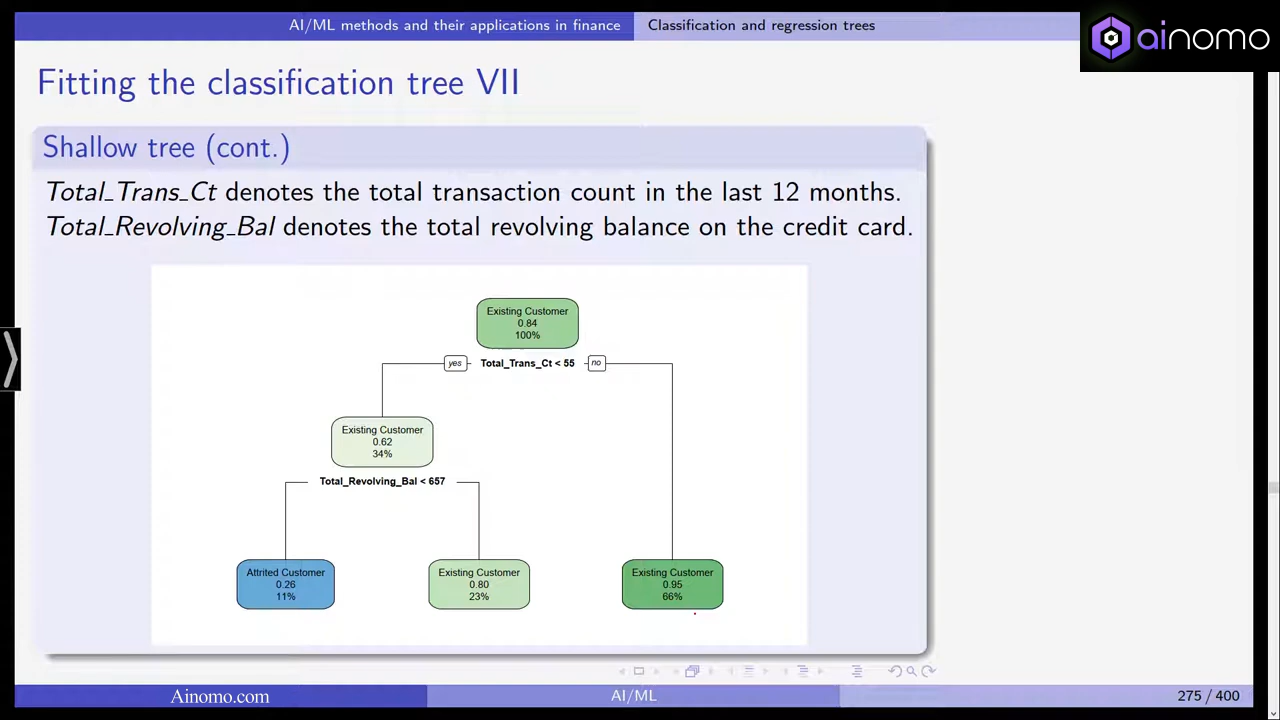 AI/ML methods and their applications in finance
Classification and regression trees
ainomo
Fitting the classification tree VII
Shallow tree (cont.)
Total_Trans_Ct denotes the total transaction count in the last 12 months.
Total_Revolving_Bal denotes the total revolving balance on the credit card.
Existing Customer
0.84
100%
yes
Total_Trans_Ct < 55
no
Existing Customer
0.62
34%
Total_Revolving_Bal < 657
Attrited Customer
0.26
11%
Existing Customer
0.80
23%
Existing Customer
0.95
66%
Ainomo.com
AI/ML
275 / 400